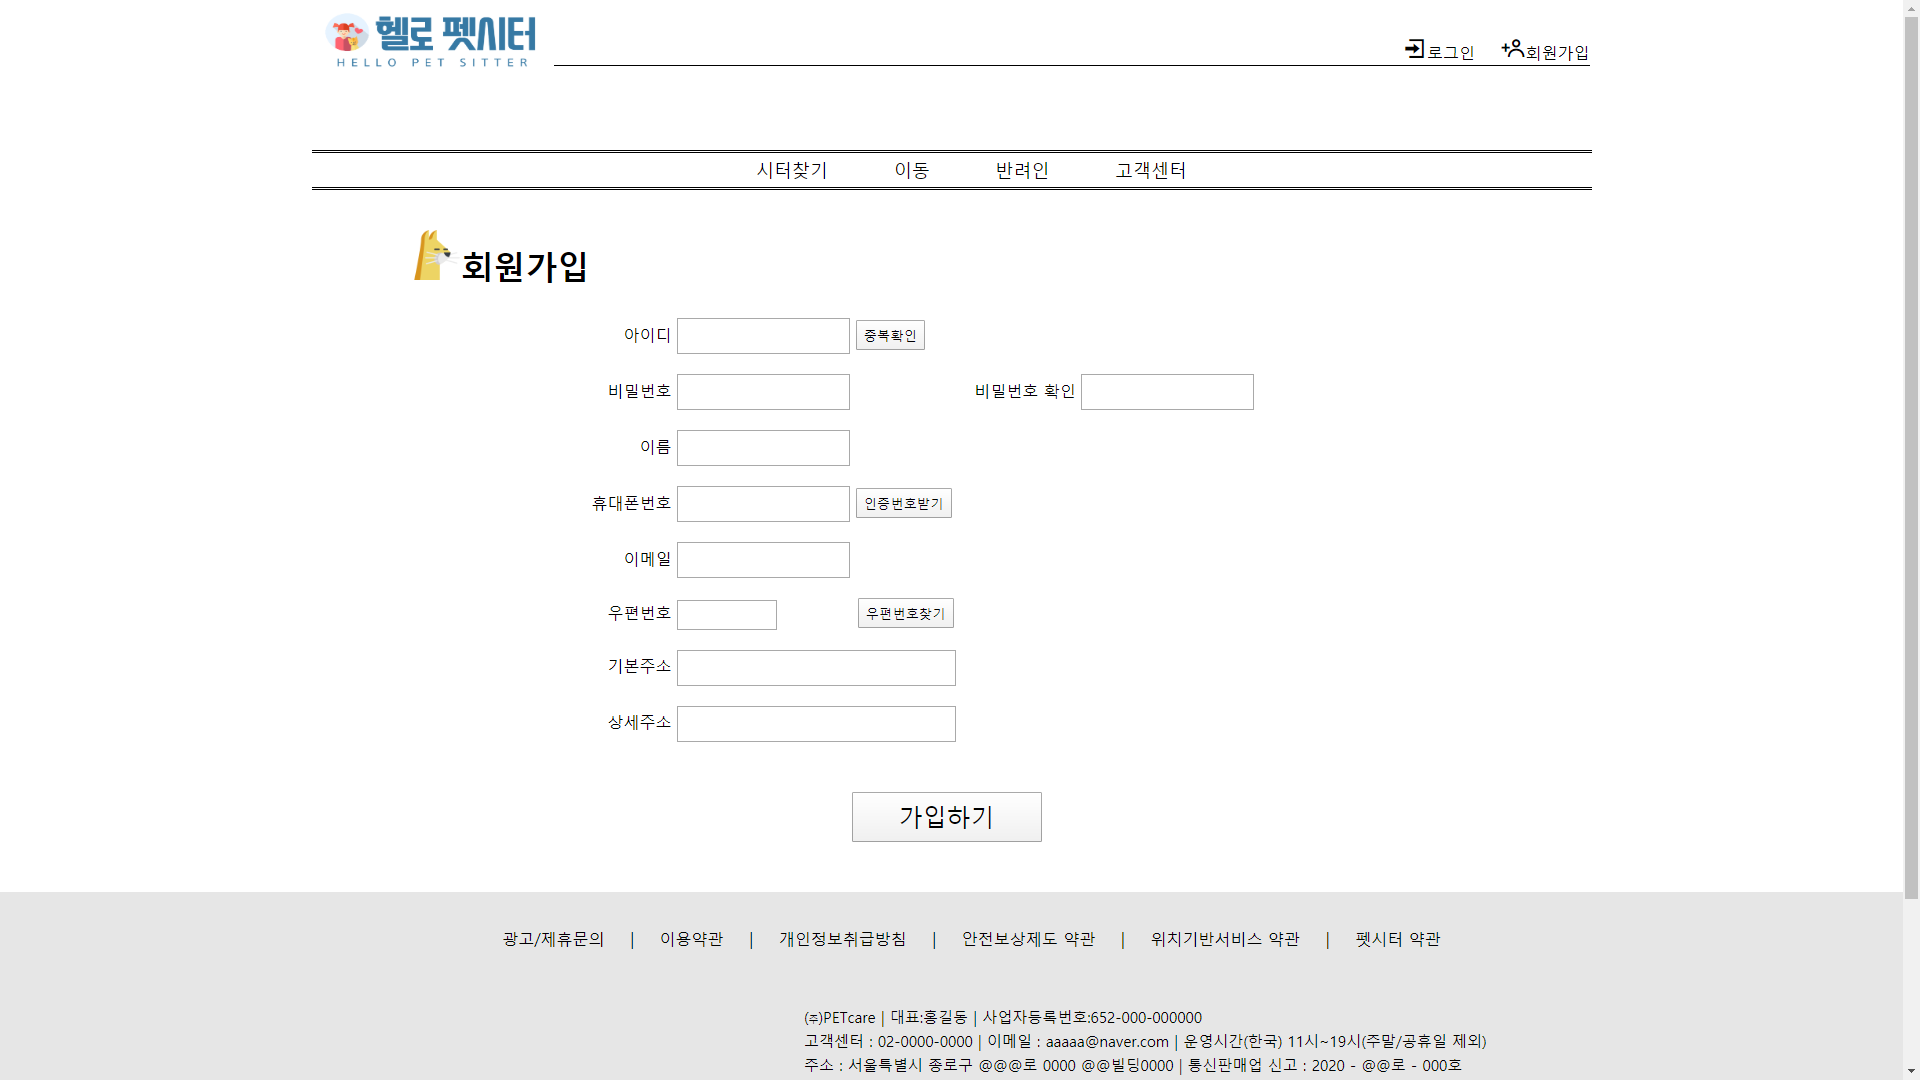 헬로 펫시터
HELLO PET SITTER
로그인 회원가입
시터찾기 이동 반려인 고객센터
회원가입
아이디 중복확인
비밀번호 비밀번호 확인
이름
휴대폰번호 인증번호받기
이메일
우편번호 우편번호찾기
기본주소
상세주소
가입하기
광고/제휴문의 | 이용약관 | 개인정보취급방침 | 안전보상제도 약관 | 위치기반서비스 약관 | 펫시터 약관
㈜PETcare | 대표:홍길동 | 사업자등록번호:652-000-000000
고객센터 : 02-0000-0000 | 이메일 : aaaaa@naver.com | 운영시간(한국) 11시~19시(주말/공휴일 제외)
주소 : 서울특별시 종로구 @@@로 0000 @@빌딩0000 | 통신판매업 신고 : 2020 - @@로 - 000호